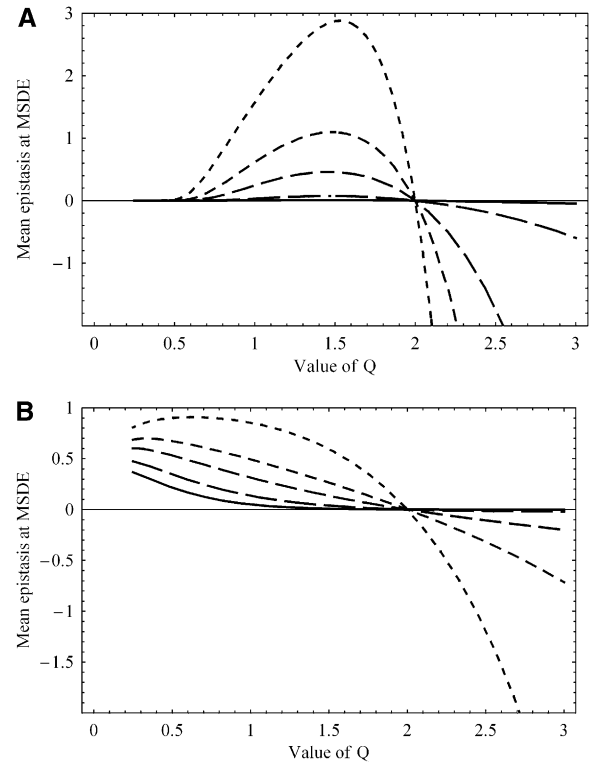 A
3
2
1
0
−1
Mean epistasis at MSDE
0 0.5 1 1.5 2 2.5 3
Value of Q
B
1
0.5
0
−0.5
−1
−1.5
Mean epistasis at MSDE
0 0.5 1 1.5 2 2.5 3
Value of Q